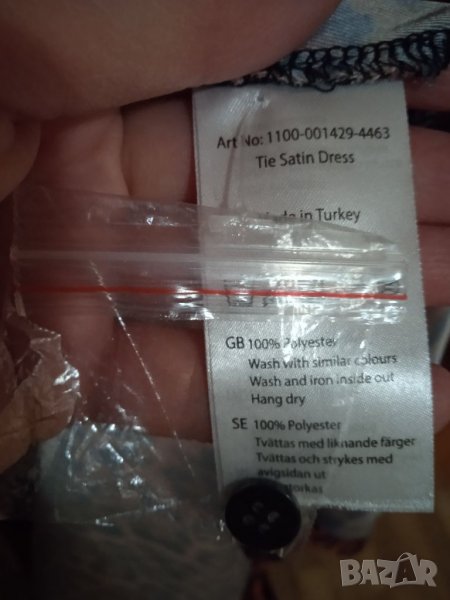 Art No: 1100-001429-4463
Tie Satin Dress
in Turkey
GB 100% Polyester
Wash with similar colours
Wash and iron inside out
Hang dry
SE 100% Polyester
Tvättas med liknande färger
Tvättas och strykes med
avigsidan ut
BAZAR